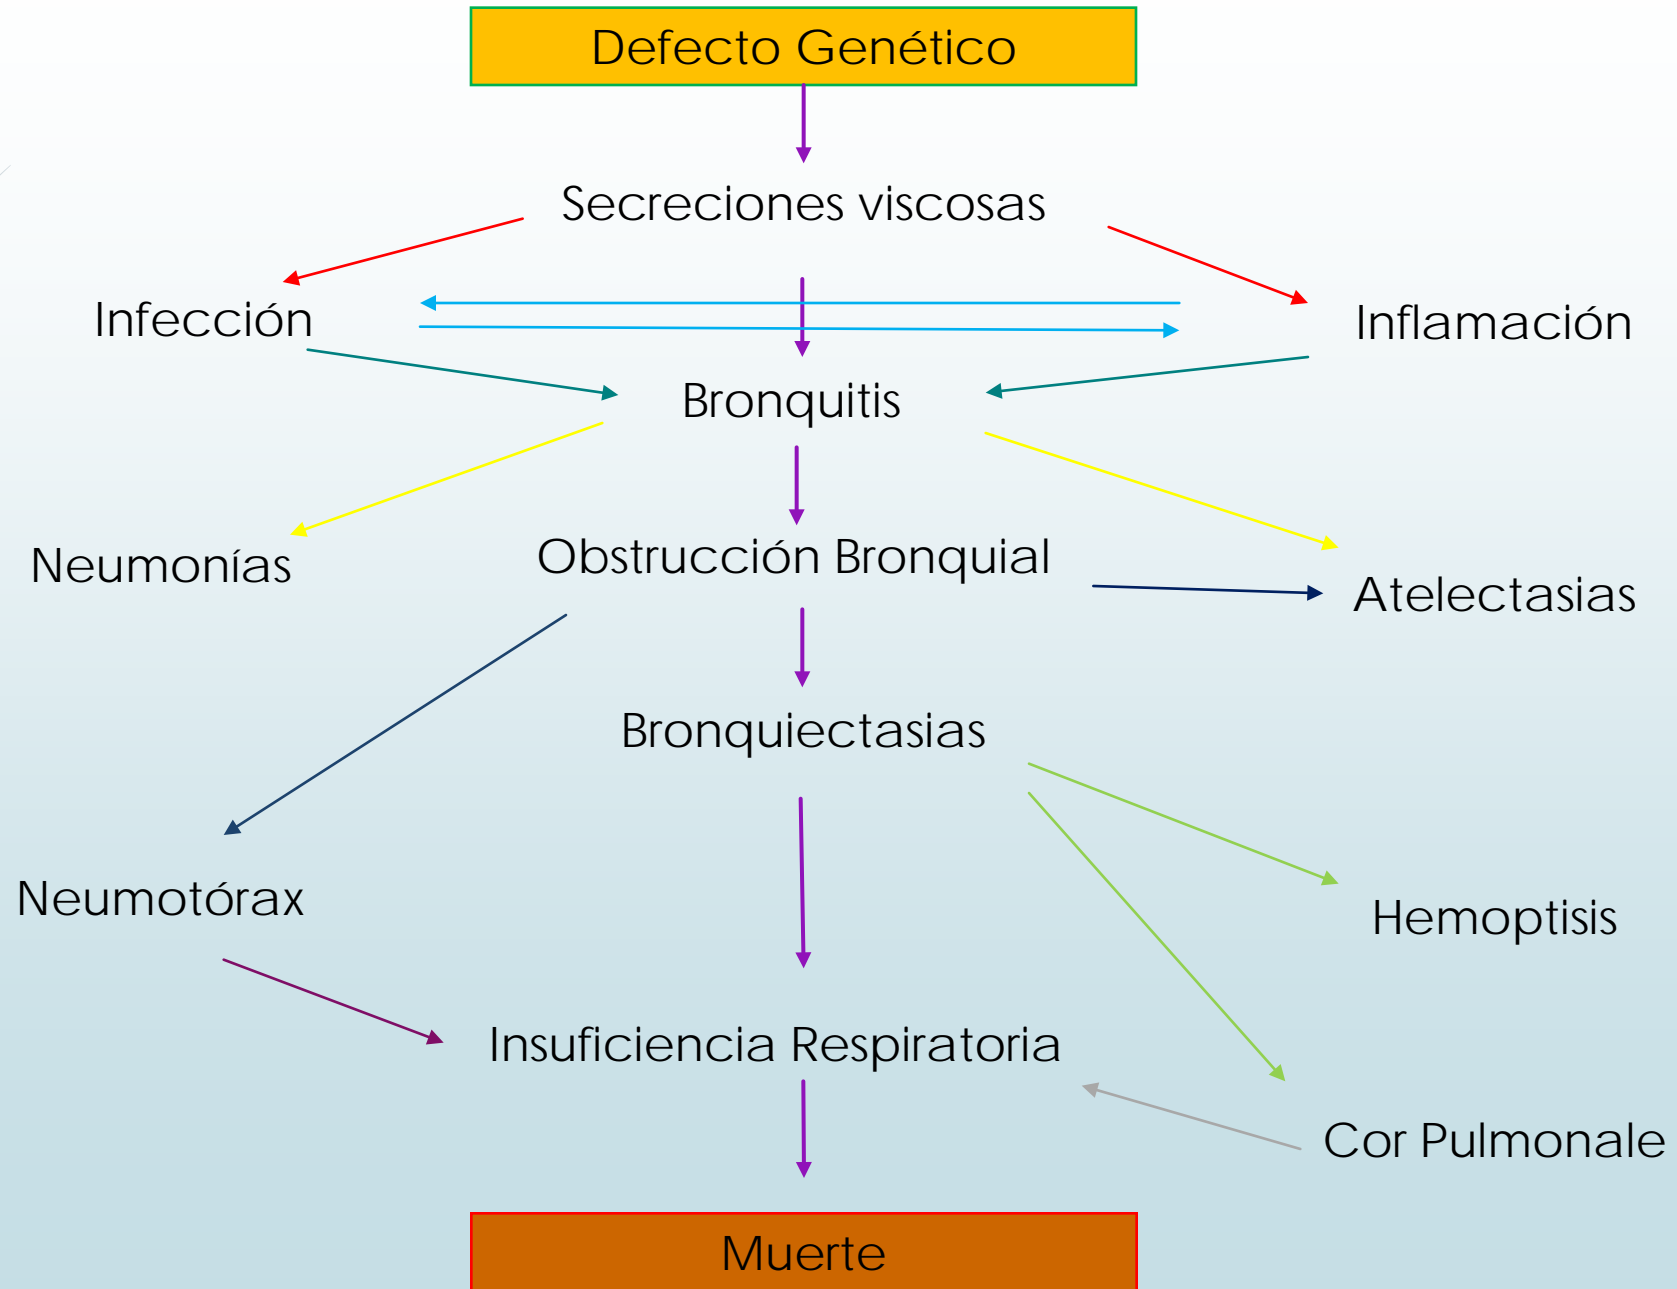 Defecto Genético
Secreciones viscosas
Infección
Inflamación
Bronquitis
Neumonías
Obstrucción Bronquial
Atelectasias
Bronquiectasias
Neumotórax
Hemoptisis
Insuficiencia Respiratoria
Cor Pulmonale
Muerte